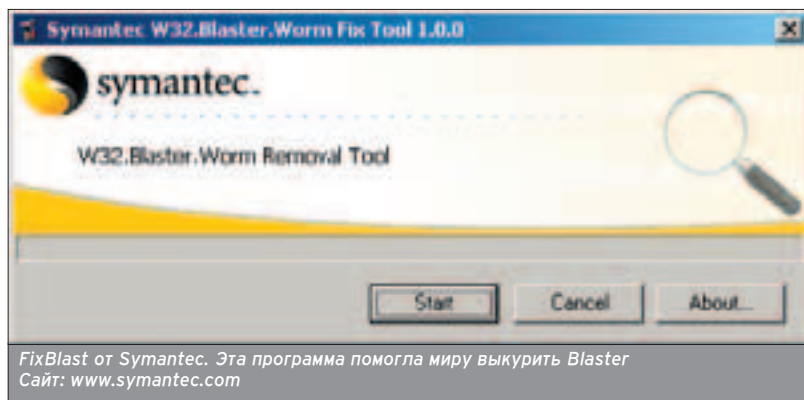 Symantec W32.Blaster.Worm Fix Tool 1.0.0
symantec.
W32.Blaster.Worm Removal Tool
Start Cancel About...
FixBlast от Symantec. Эта программа помогла миру выкурить Blaster
Сайт: www.symantec.com